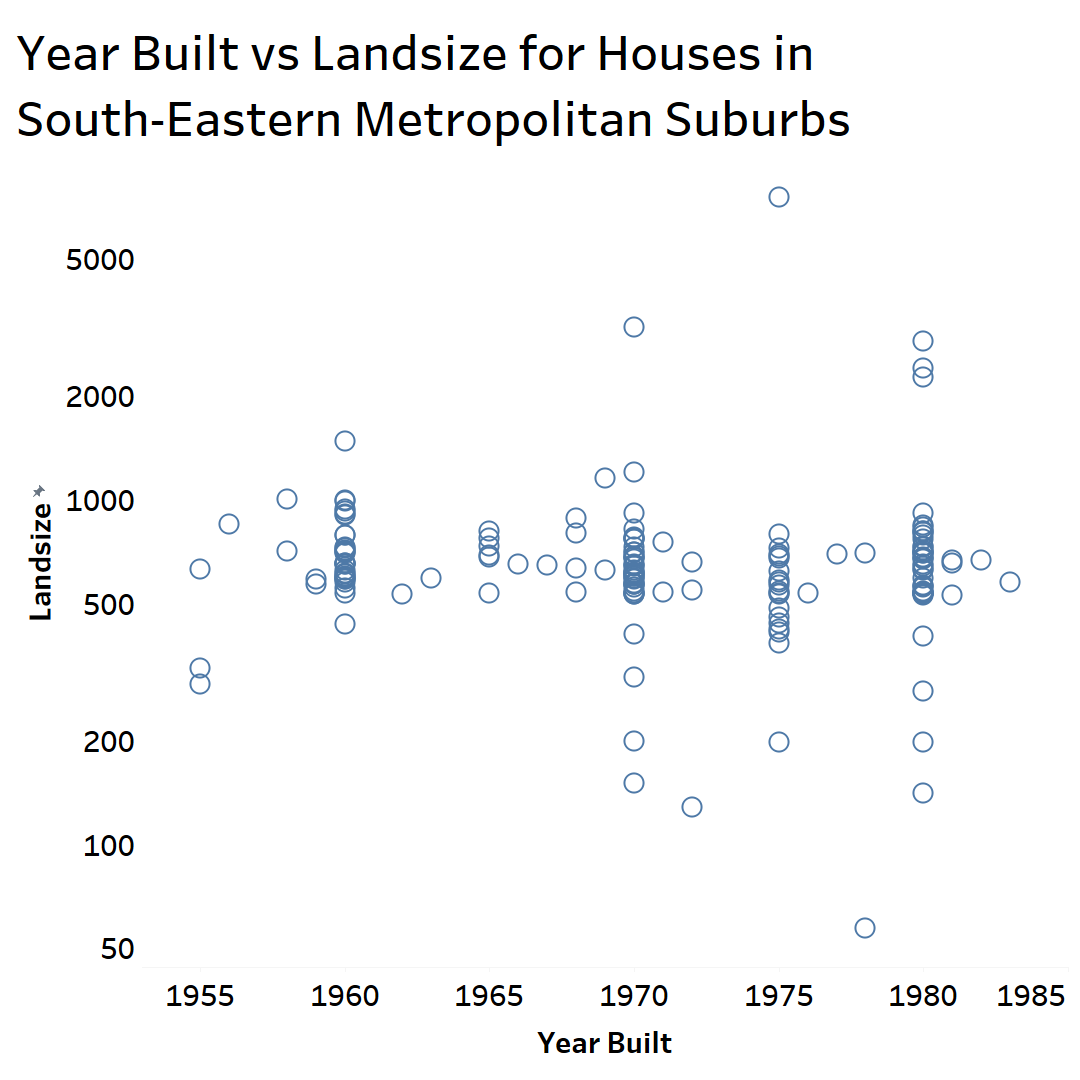 Year Built vs Landsize for Houses in
South-Eastern Metropolitan Suburbs
5000
2000
1000
500
200
100
50
Landsize
1955 1960 1965 1970 1975 1980 1985
Year Built